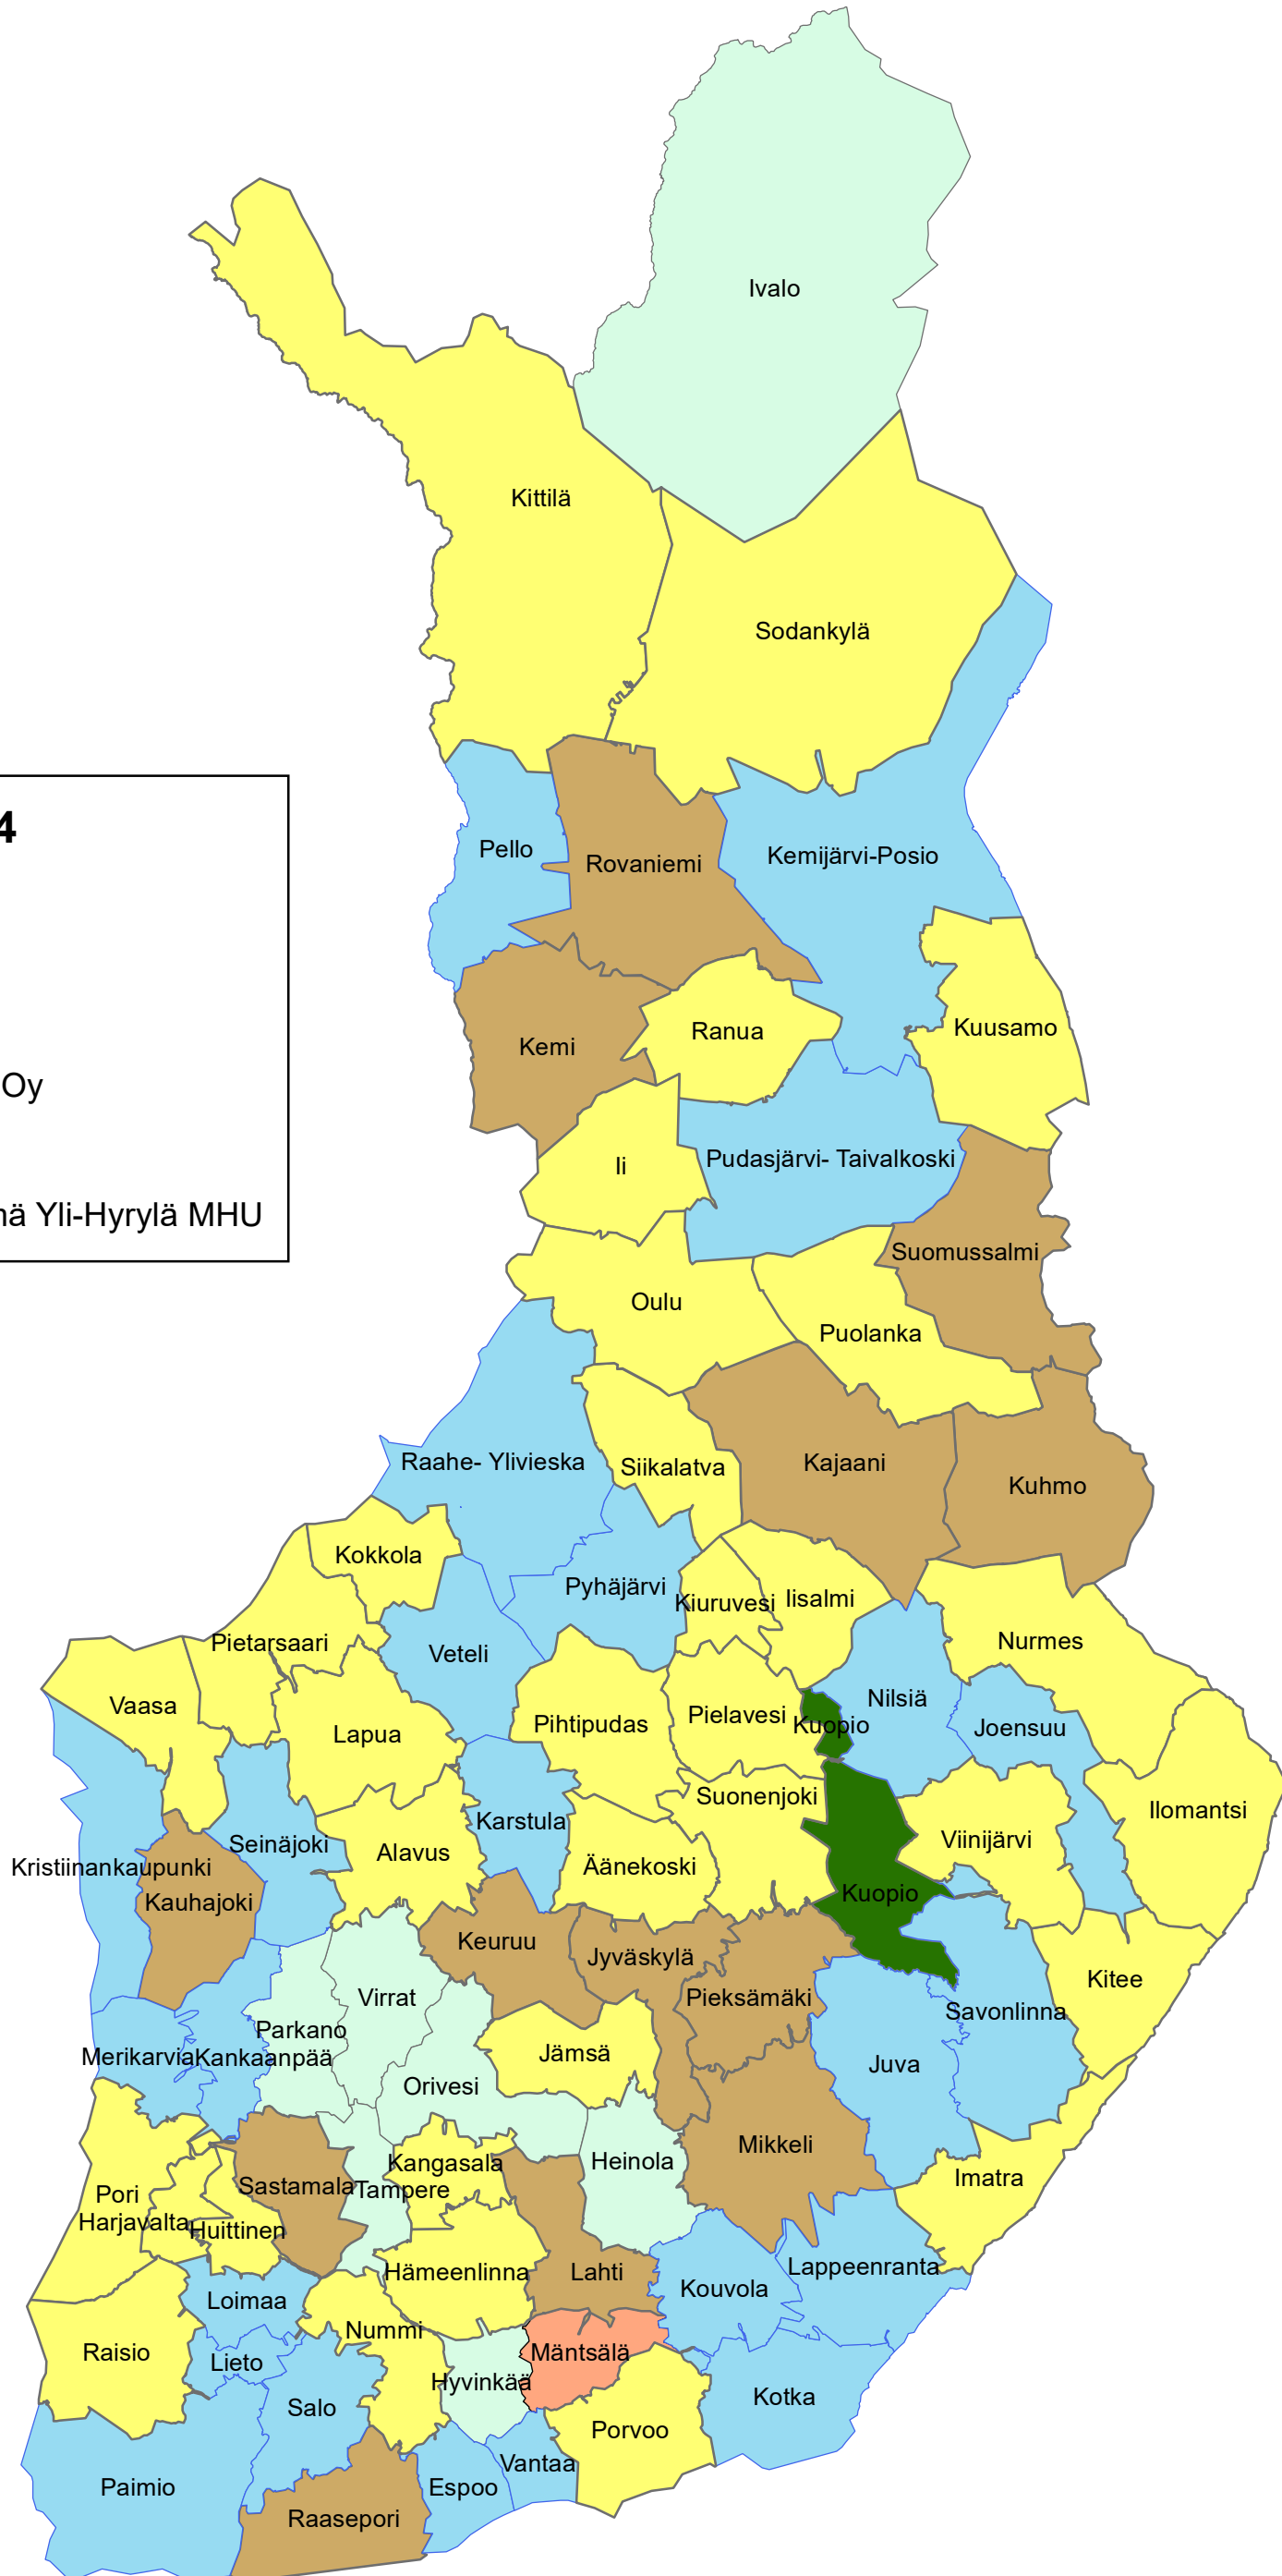 Ivalo
Kittilä
Sodankylä
4
Pello
Rovaniemi
Kemijärvi-Posio
Kuusamo
Ranua
Kemi
Oy
Ii
Pudasjärvi- Taivalkoski
nä Yli-Hyrylä MHU
Suomussalmi
Oulu
Puolanka
Raahe- Ylivieska
Siikalatva
Kajaani
Kuhmo
Kokkola
Pyhäjärvi
Kiuruvesi
Iisalmi
Pietarsaari
Veteli
Nurmes
Vaasa
Lapua
Pihtipudas
Pielavesi
Kuopio
Nilsiä
Joensuu
Suonenjoki
Ilomantsi
Karstula
Seinäjoki
Alavus
Äänekoski
Viinijärvi
Kristiinankaupunki
Kauhajoki
Kuopio
Keuruu
Jyväskylä
Kitee
Virrat
Pieksämäki
Savonlinna
Parkano
Merikarvia
Kankaanpää
Jämsä
Juva
Orivesi
Mikkeli
Heinola
Kangasala
Imatra
Sastamala
Tampere
Pori
Harjavalta
Huittinen
Hämeenlinna
Lahti
Lappeenranta
Kouvola
Loimaa
Nummi
Raisio
Lieto
Mäntsälä
Hyvinkää
Kotka
Salo
Porvoo
Vantaa
Paimio
Espoo
Raasepori